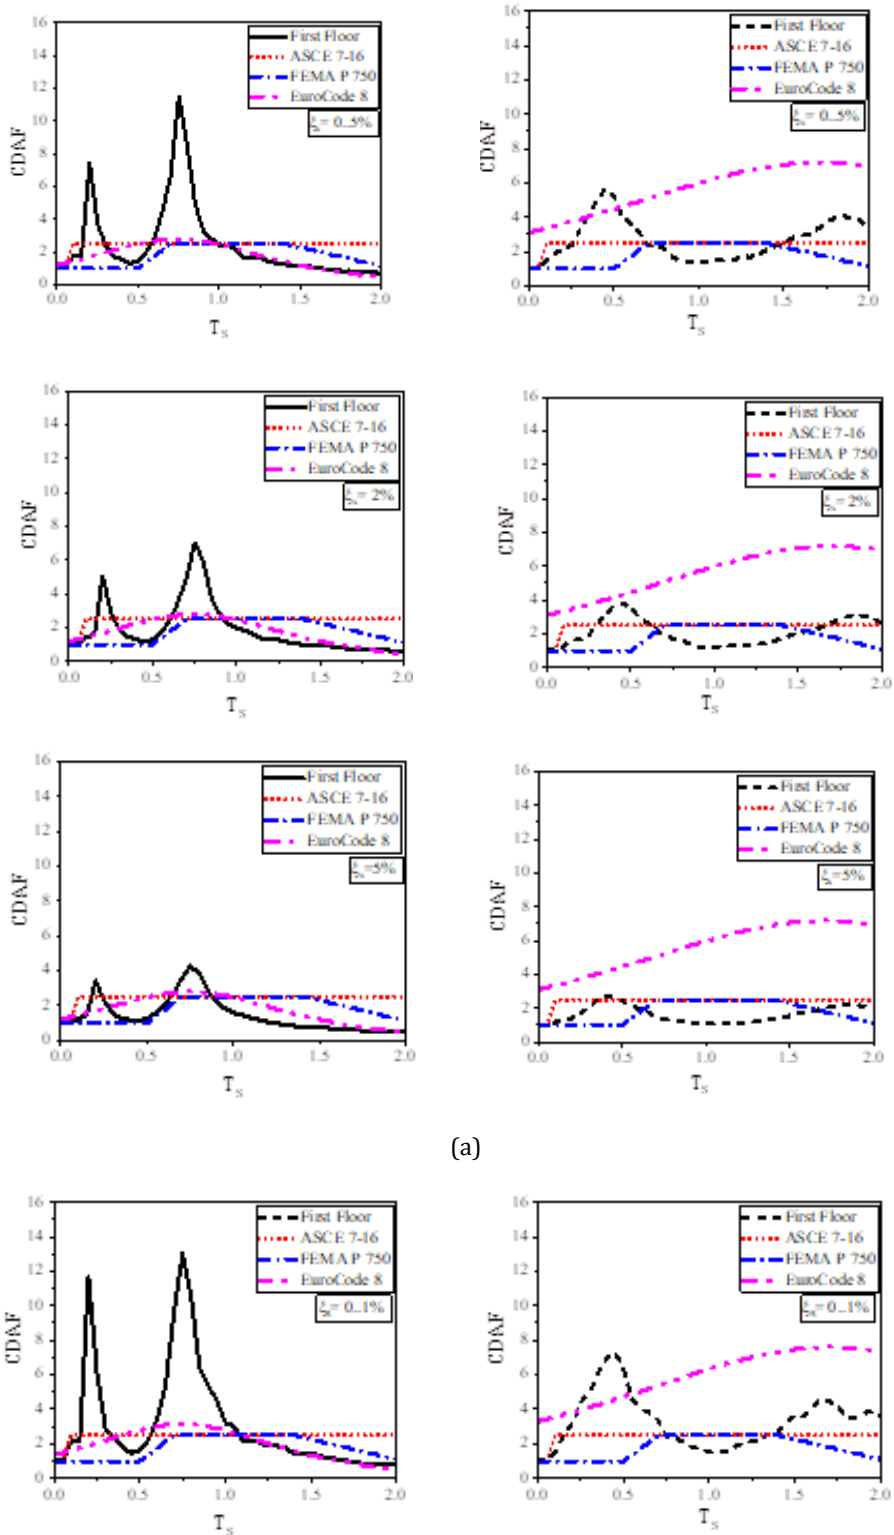 16
14
12
10
8
6
4
2
0
CDAF
First Floor
ASCE 7-16
FEMA P 750
EuroCode 8
ξs= 0..5%
0.0 0.5 1.0 1.5 2.0
Ts
16
14
12
10
8
6
4
2
0
CDAF
First Floor
ASCE 7-16
FEMA P 750
EuroCode 8
ξs= 0..5%
0.0 0.5 1.0 1.5 2.0
Ts
16
14
12
10
8
6
4
2
0
CDAF
First Floor
ASCE 7-16
FEMA P 750
EuroCode 8
ξs= 2%
0.0 0.5 1.0 1.5 2.0
Ts
16
14
12
10
8
6
4
2
0
CDAF
First Floor
ASCE 7-16
FEMA P 750
EuroCode 8
ξs= 2%
0.0 0.5 1.0 1.5 2.0
Ts
16
14
12
10
8
6
4
2
0
CDAF
First Floor
ASCE 7-16
FEMA P 750
EuroCode 8
ξs=5%
0.0 0.5 1.0 1.5 2.0
Ts
16
14
12
10
8
6
4
2
0
CDAF
First Floor
ASCE 7-16
FEMA P 750
EuroCode 8
ξs=5%
0.0 0.5 1.0 1.5 2.0
Ts
(a)
16
14
12
10
8
6
4
2
0
CDAF
First Floor
ASCE 7-16
FEMA P 750
EuroCode 8
ξs= 0..1%
0.0 0.5 1.0 1.5 2.0
Ts
16
14
12
10
8
6
4
2
0
CDAF
First Floor
ASCE 7-16
FEMA P 750
EuroCode 8
ξs= 0..1%
0.0 0.5 1.0 1.5 2.0
Ts